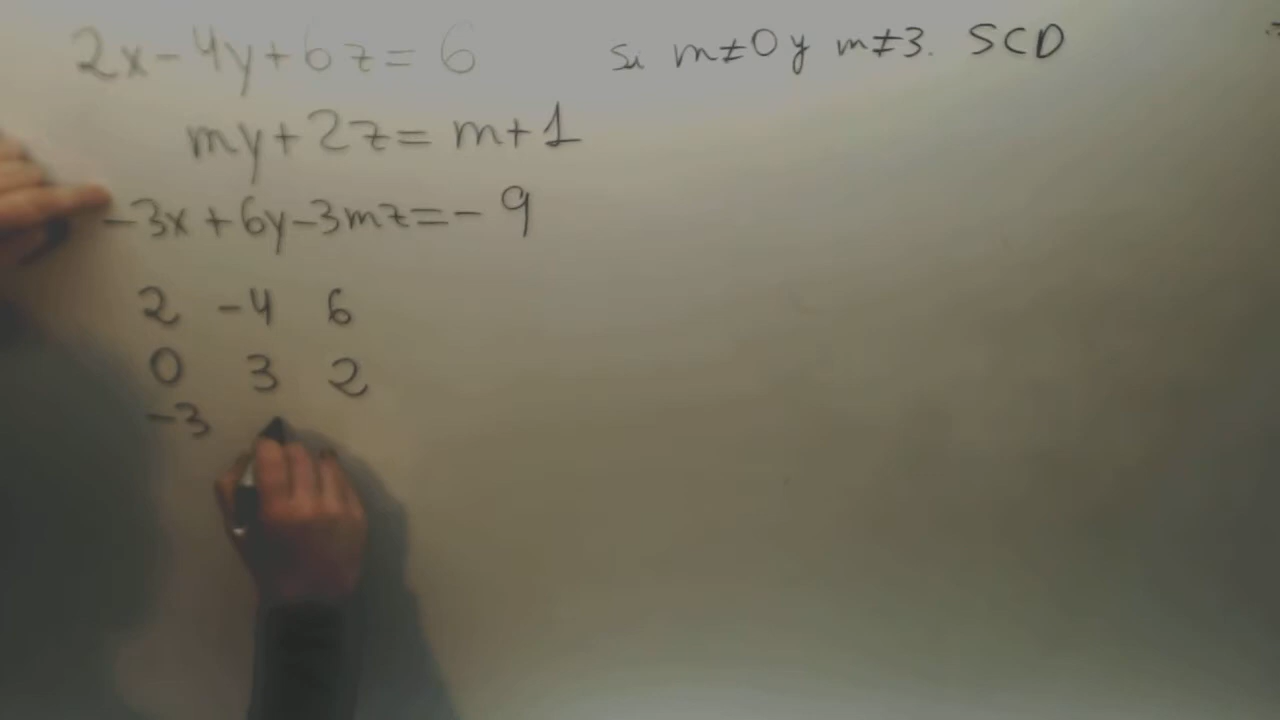 2x-4y+6z=6
Si m≠0 y m≠3. SCD
my+2z=m+1
-3x+6y-3mz=-9
2 -4 6
0 3 2
-3